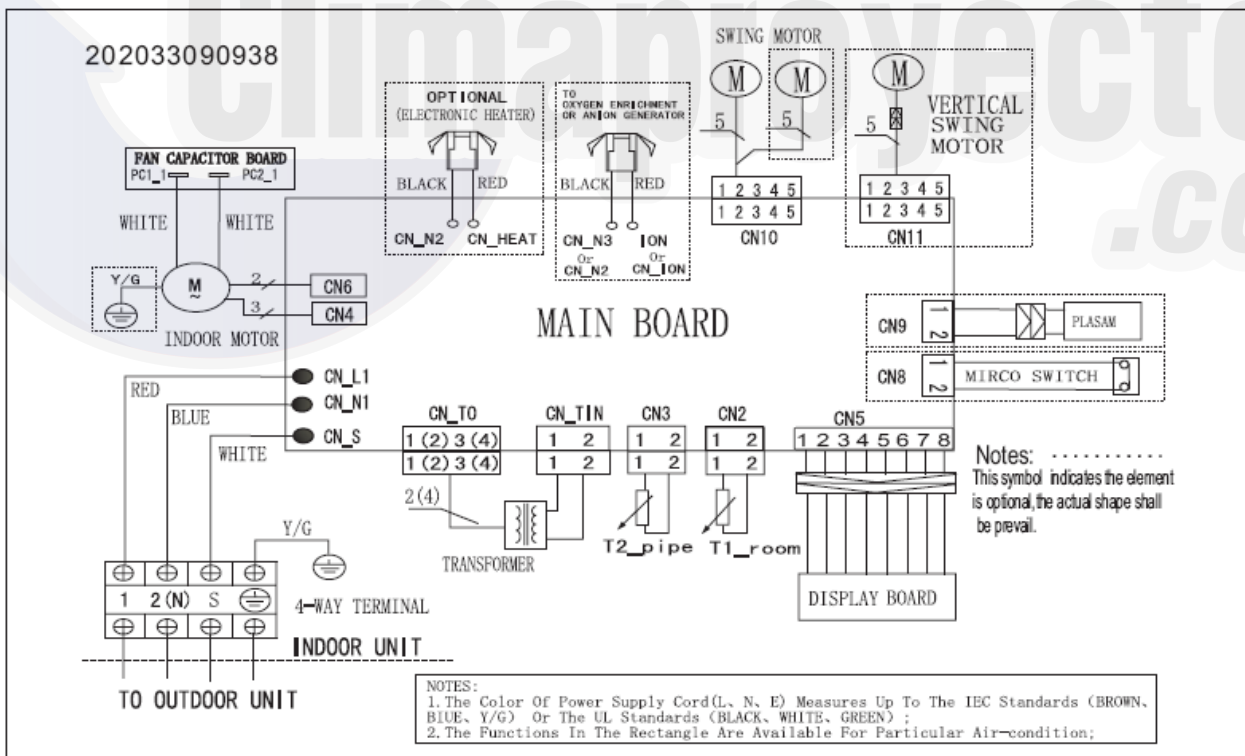 Climaproyecto
.co
202033090938
SWING MOTOR
M
M
M
5
5
5
VERTICAL
SWING
MOTOR
OPTIONAL
(ELECTRONIC HEATER)
BLACK RED
CN_N2 CN_HEAT
TO
OXYGEN ENRICHMENT
OR ANION GENERATOR
BLACK RED
CN_N3 ION
Or Or
CN_N2 CN_ION
1 2 3 4 5
1 2 3 4 5
CN10
1 2 3 4 5
1 2 3 4 5
CN11
FAN CAPACITOR BOARD
PC1_1 PC2_1
WHITE WHITE
Y/G
M
~
2
CN6
3
CN4
INDOOR MOTOR
MAIN BOARD
CN9
1
2
PLASAM
CN8
1
2
MIRCO SWITCH
RED
CN_L1
BLUE
CN_N1
WHITE
CN_S
CN_TO
1 (2) 3 (4)
1 (2) 3 (4)
2(4)
CN_TIN
1 2
1 2
TRANSFORMER
CN3
1 2
1 2
T2_pipe
CN2
1 2
1 2
T1_room
CN5
1 2 3 4 5 6 7 8
DISPLAY BOARD
Notes: ..........
This symbol indicates the element
is optional,the actual shape shall
be prevail.
Y/G
1 2(N) S
4-WAY TERMINAL
INDOOR UNIT
TO OUTDOOR UNIT
NOTES:
1.The Color Of Power Supply Cord(L、N、E) Measures Up To The IEC Standards (BROWN、
BIUE、Y/G) Or The UL Standards (BLACK、WHITE、GREEN) ;
2.The Functions In The Rectangle Are Available For Particular Air-condition;